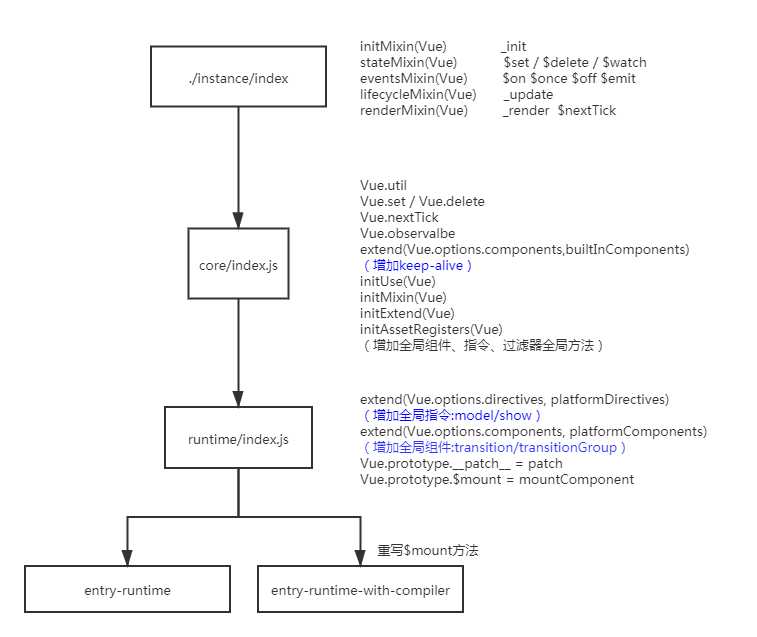 ./instance/index
initMixin(Vue) _init
stateMixin(Vue) $set / $delete / $watch
eventsMixin(Vue) $on $once $off $emit
lifecycleMixin(Vue) _update
renderMixin(Vue) _render $nextTick
core/index.js
Vue.util
Vue.set / Vue.delete
Vue.nextTick
Vue.observalbe
extend(Vue.options.components,builtInComponents)
（增加keep-alive）
initUse(Vue)
initMixin(Vue)
initExtend(Vue)
initAssetRegisters(Vue)
（增加全局组件、指令、过滤器全局方法）
runtime/index.js
extend(Vue.options.directives, platformDirectives)
（增加全局指令:model/show）
extend(Vue.options.components, platformComponents)
（增加全局组件:transition/transitionGroup）
Vue.prototype.__patch__ = patch
Vue.prototype.$mount = mountComponent
重写$mount方法
entry-runtime
entry-runtime-with-compiler